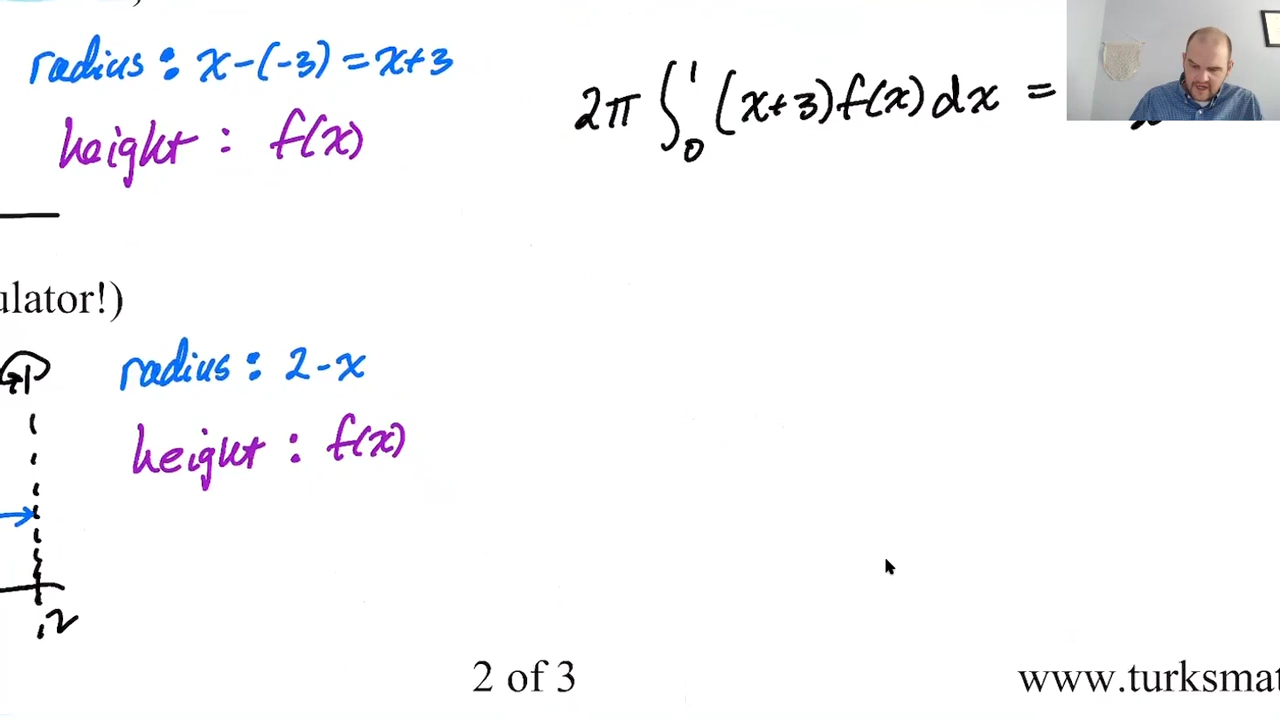 radius : x-(-3) = x+3
height : f(x)
2π ∫₀¹ (x+3) f(x) dx =
ulator!)
radius : 2-x
height : f(x)
2
2 of 3
www.turksmat